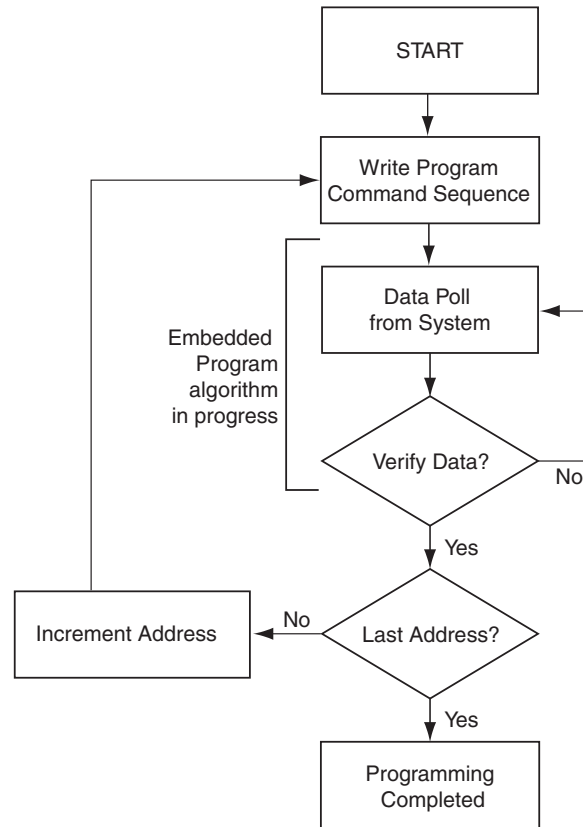 START
Write Program
Command Sequence
Data Poll
from System
Embedded
Program
algorithm
in progress
Verify Data?
No
Yes
Last Address?
No
Increment Address
Yes
Programming
Completed